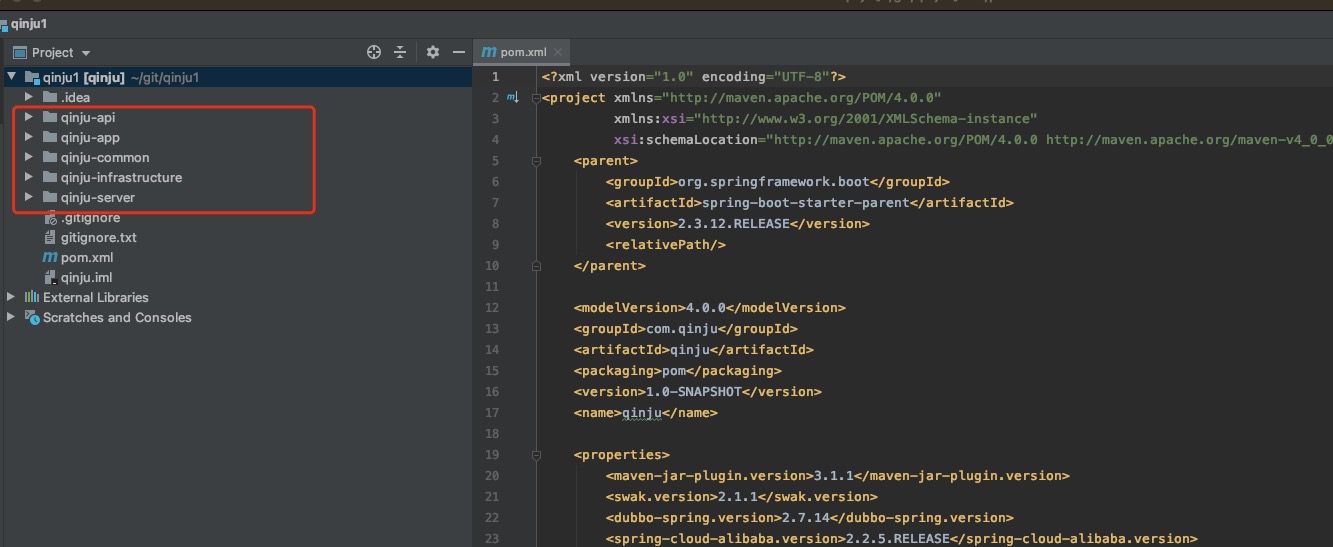 qinju1
Project
qinju1 [qinju] ~/git/qinju1
.idea
qinju-api
qinju-app
qinju-common
qinju-infrastructure
qinju-server
.gitignore
gitignore.txt
pom.xml
qinju.iml
External Libraries
Scratches and Consoles
pom.xml
1 <?xml version="1.0" encoding="UTF-8"?>
2 <project xmlns="http://maven.apache.org/POM/4.0.0"
3 xmlns:xsi="http://www.w3.org/2001/XMLSchema-instance"
4 xsi:schemaLocation="http://maven.apache.org/POM/4.0.0 http://maven.apache.org/maven-v4_0_0
5 <parent>
6 <groupId>org.springframework.boot</groupId>
7 <artifactId>spring-boot-starter-parent</artifactId>
8 <version>2.3.12.RELEASE</version>
9 <relativePath/>
10 </parent>
11
12 <modelVersion>4.0.0</modelVersion>
13 <groupId>com.qinju</groupId>
14 <artifactId>qinju</artifactId>
15 <packaging>pom</packaging>
16 <version>1.0-SNAPSHOT</version>
17 <name>qinju</name>
18
19 <properties>
20 <maven-jar-plugin.version>3.1.1</maven-jar-plugin.version>
21 <swak.version>2.1.1</swak.version>
22 <dubbo-spring.version>2.7.14</dubbo-spring.version>
23 <spring-cloud-alibaba.version>2.2.5.RELEASE</spring-cloud-alibaba.version>